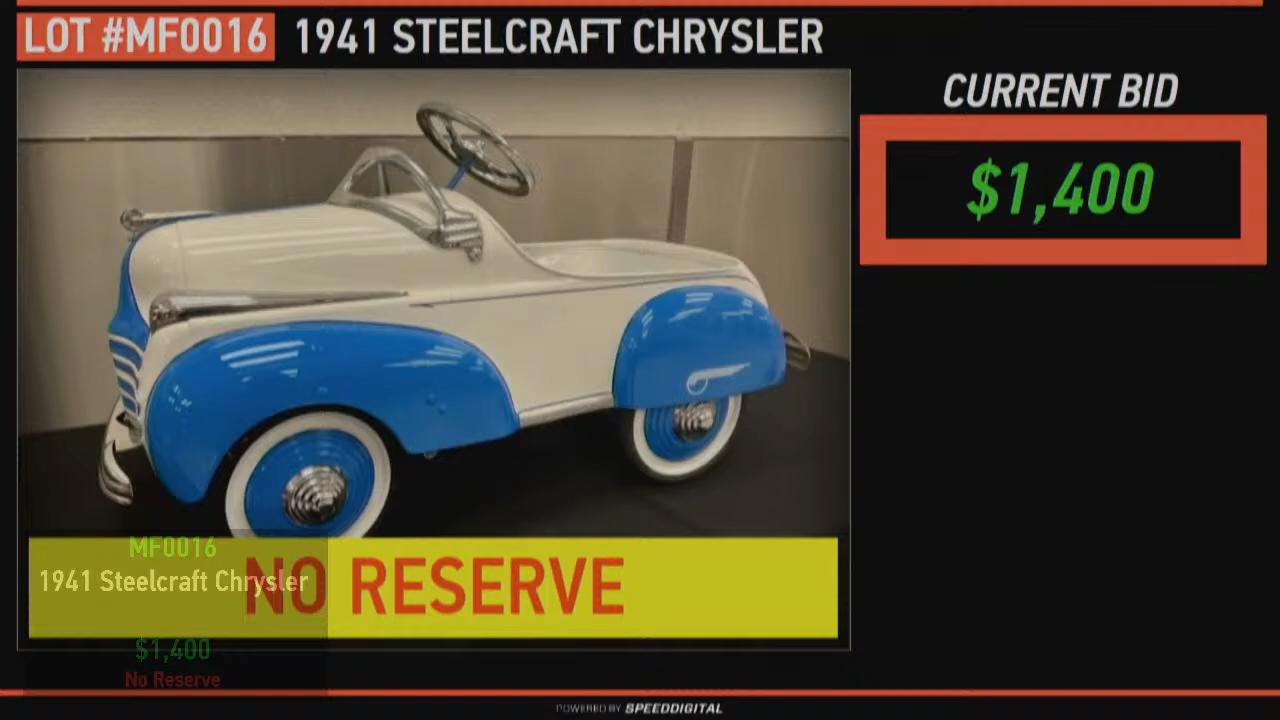 LOT #MF0016 1941 STEELCRAFT CHRYSLER
CURRENT BID
$1,400
NO RESERVE
MF0016
1941 Steelcraft Chrysler
$1,400
No Reserve
POWERED BY SPEEDDIGITAL